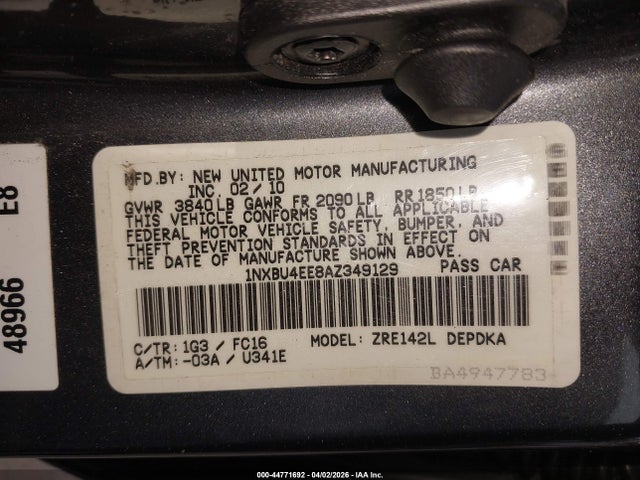 48966 E8
MFD.BY: NEW UNITED MOTOR MANUFACTURING
INC. 02/10
GVWR 3840LB GAWR FR 2090LB RR1850LB
THIS VEHICLE CONFORMS TO ALL APPLICABLE
FEDERAL MOTOR VEHICLE SAFETY, BUMPER, AND
THEFT PREVENTION STANDARDS IN EFFECT ON
THE DATE OF MANUFACTURE SHOWN ABOVE.
1NXBU4EE8AZ349129 PASS CAR
C/TR: 1G3 / FC16 MODEL: ZRE142L DEPDKA
A/TM: -03A / U341E
BA4947783
000-44771692 - 04/02/2026 - IAA Inc.